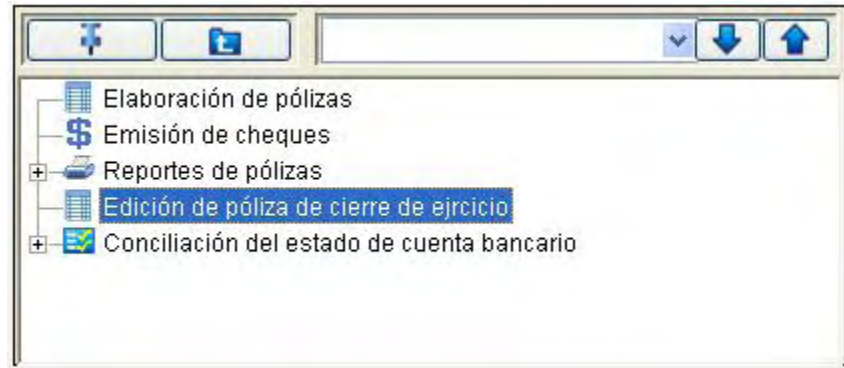 Elaboración de pólizas
Emisión de cheques
Reportes de pólizas
Edición de póliza de cierre de ejrcicio
Conciliación del estado de cuenta bancario